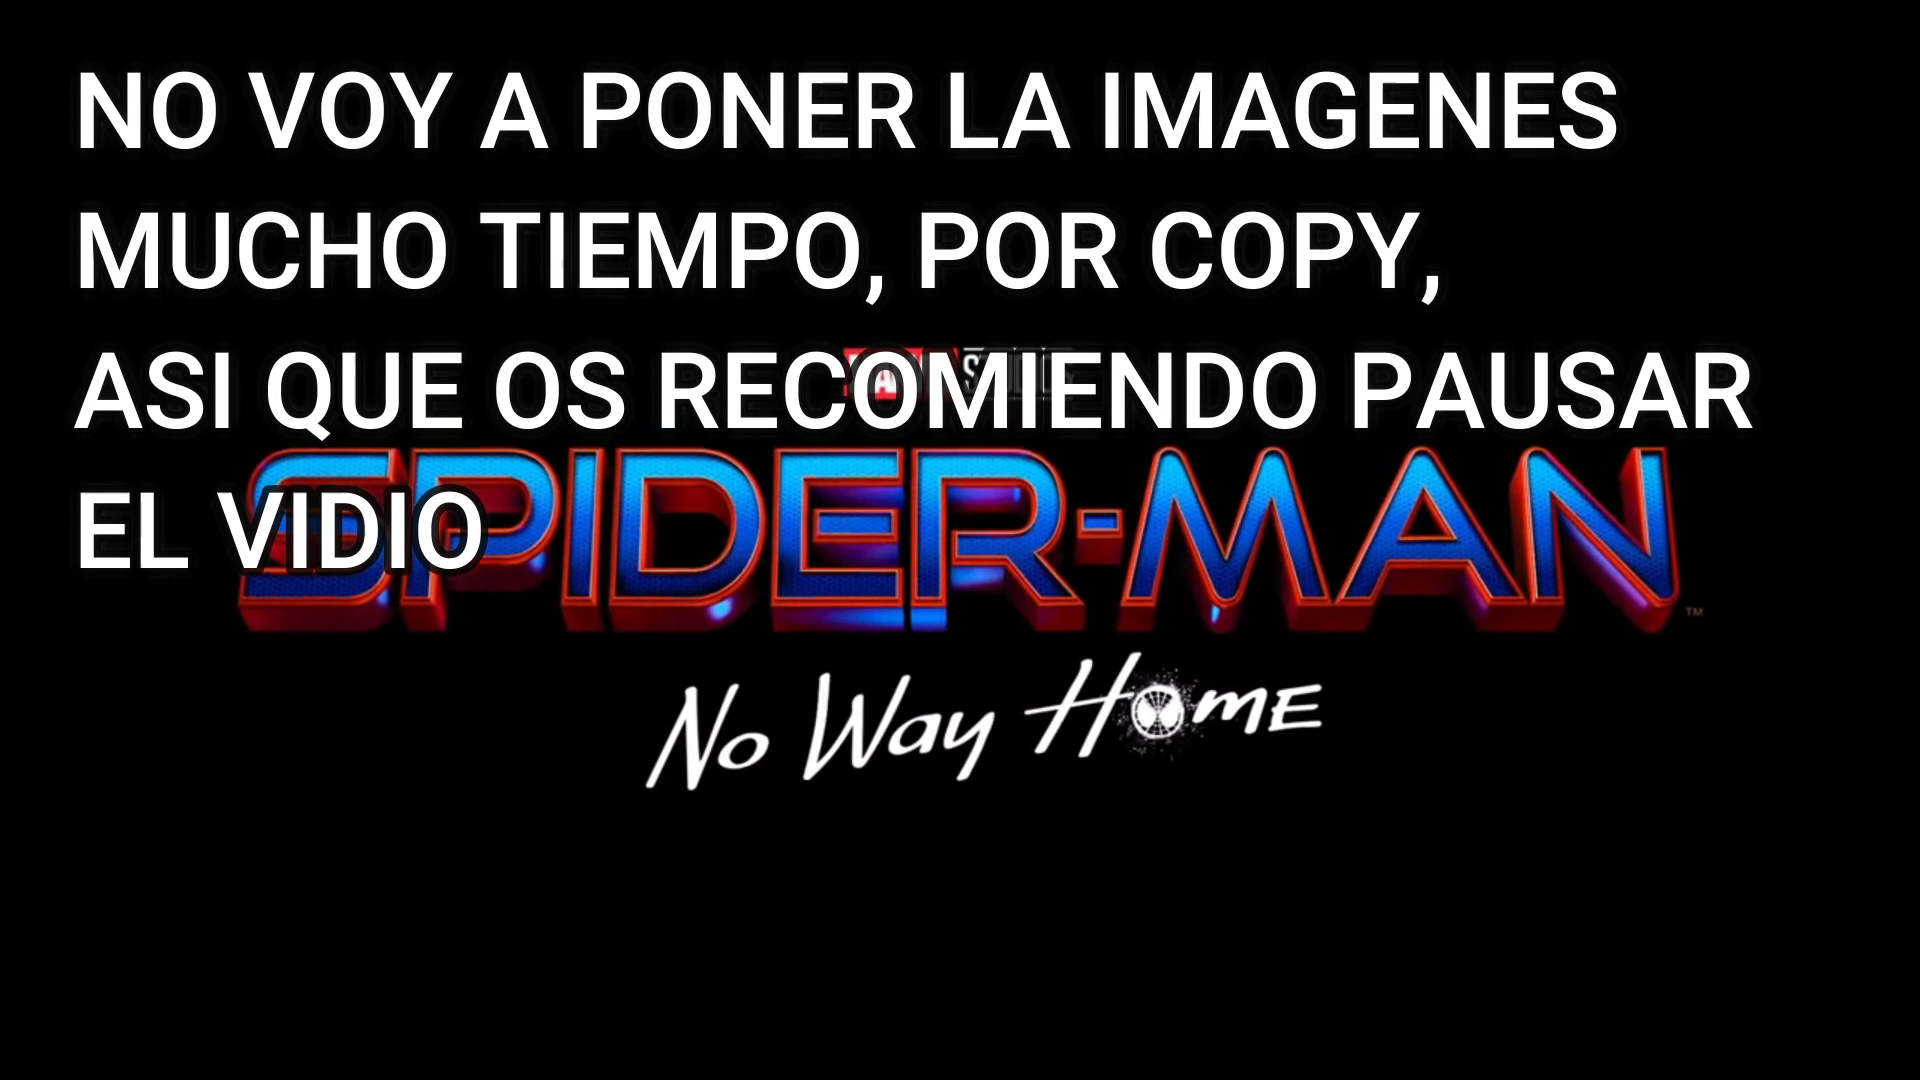 NO VOY A PONER LA IMAGENES
MUCHO TIEMPO, POR COPY,
ASI QUE OS RECOMIENDO PAUSAR
EL VIDIO
SPIDER-MAN
TM
No Way HomE